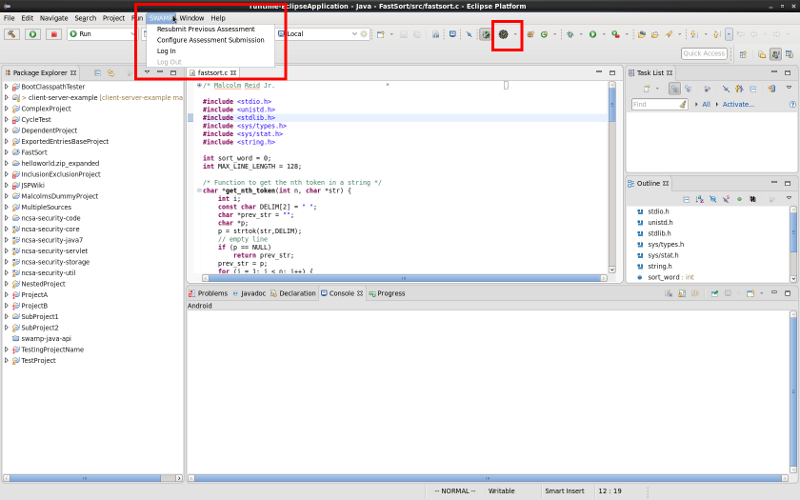 runtime-EclipseApplication - Java - FastSort/src/fastsort.c - Eclipse Platform
File Edit Navigate Search Project Run SWAMP Window Help
Resubmit Previous Assessment
Configure Assessment Submission
Log In
Log Out
Run
Local
Quick Access
Package Explorer
BootClasspathTester
> client-server-example [client-server-example ma
ComplexProject
CycleTest
DependentProject
ExportedEntriesBaseProject
FastSort
helloworld.zip_expanded
InclusionExclusionProject
JSPWiki
MalcolmsDummyProject
MultipleSources
ncsa-security-code
ncsa-security-core
ncsa-security-java7
ncsa-security-servlet
ncsa-security-storage
ncsa-security-util
NestedProject
ProjectA
ProjectB
SubProject1
SubProject2
swamp-java-api
TestingProjectName
TestProject
fastsort.c
/* Malcolm Reid Jr. *
#include <stdio.h>
#include <unistd.h>
#include <stdlib.h>
#include <sys/types.h>
#include <sys/stat.h>
#include <string.h>
int sort_word = 0;
int MAX_LINE_LENGTH = 128;
/* Function to get the nth token in a string */
char *get_nth_token(int n, char *str) {
int i;
const char DELIM[2] = " ";
char *prev_str = "";
char *p;
p = strtok(str,DELIM);
// empty line
if (p == NULL)
return prev_str;
prev_str = p;
for (i = 1; i < n; i++) {
Task List
Find
All
Activate...
Outline
stdio.h
unistd.h
stdlib.h
sys/types.h
sys/stat.h
string.h
sort_word : int
Problems Javadoc Declaration Console Progress
Android
-- NORMAL -- Writable Smart Insert 12 : 19